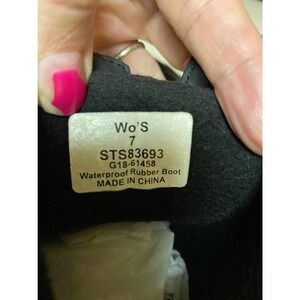 Wo'S
7
STS83693
G18-61458
Waterproof Rubber Boot
MADE IN CHINA